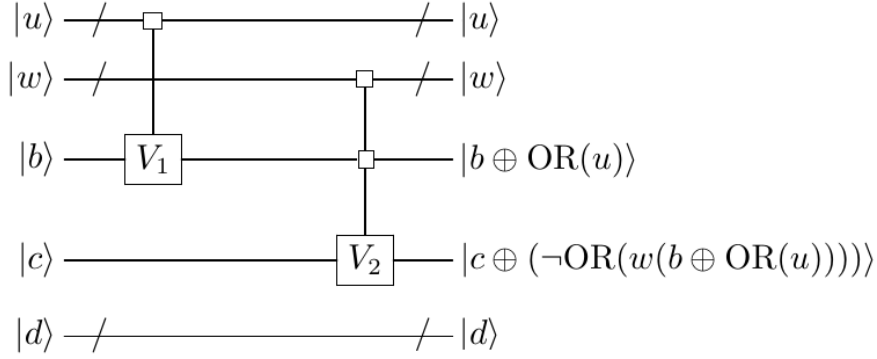 |u⟩ |u⟩
|w⟩ |w⟩
|b⟩ V₁ |b ⊕ OR(u)⟩
|c⟩ V₂ |c ⊕ (¬OR(w(b ⊕ OR(u))))⟩
|d⟩ |d⟩